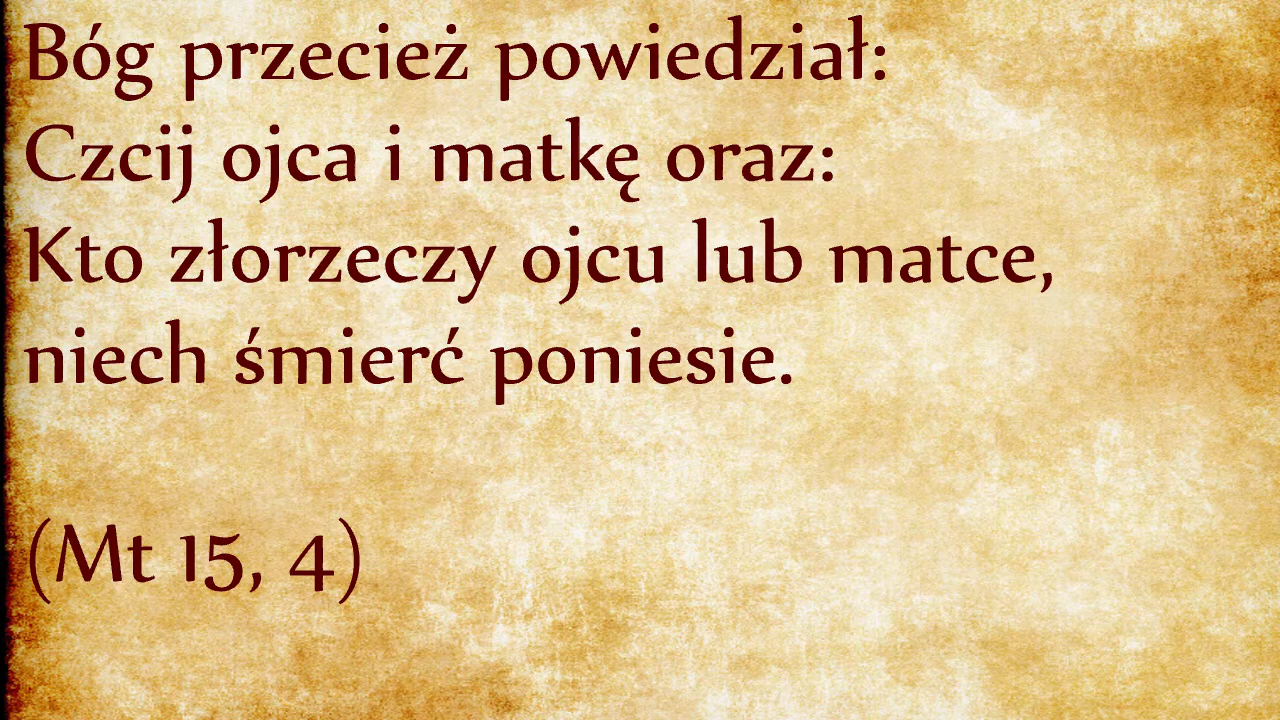 Bóg przecież powiedział:
Czcij ojca i matkę oraz:
Kto złorzeczy ojcu lub matce,
niech śmierć poniesie.
(Mt 15, 4)